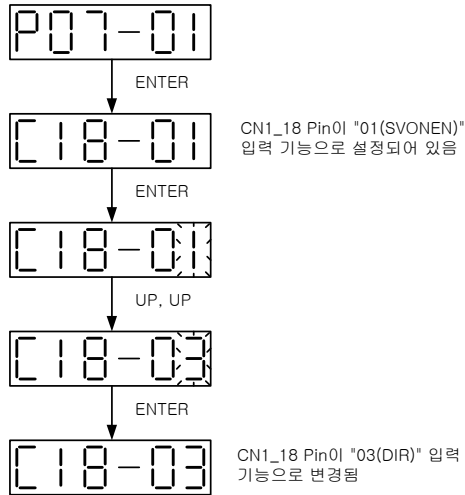 P07-01
ENTER
C18-01
CN1_18 Pin이 "01(SVONEN)"
입력 기능으로 설정되어 있음
ENTER
C18-01
UP, UP
C18-03
ENTER
C18-03
CN1_18 Pin이 "03(DIR)" 입력
기능으로 변경됨